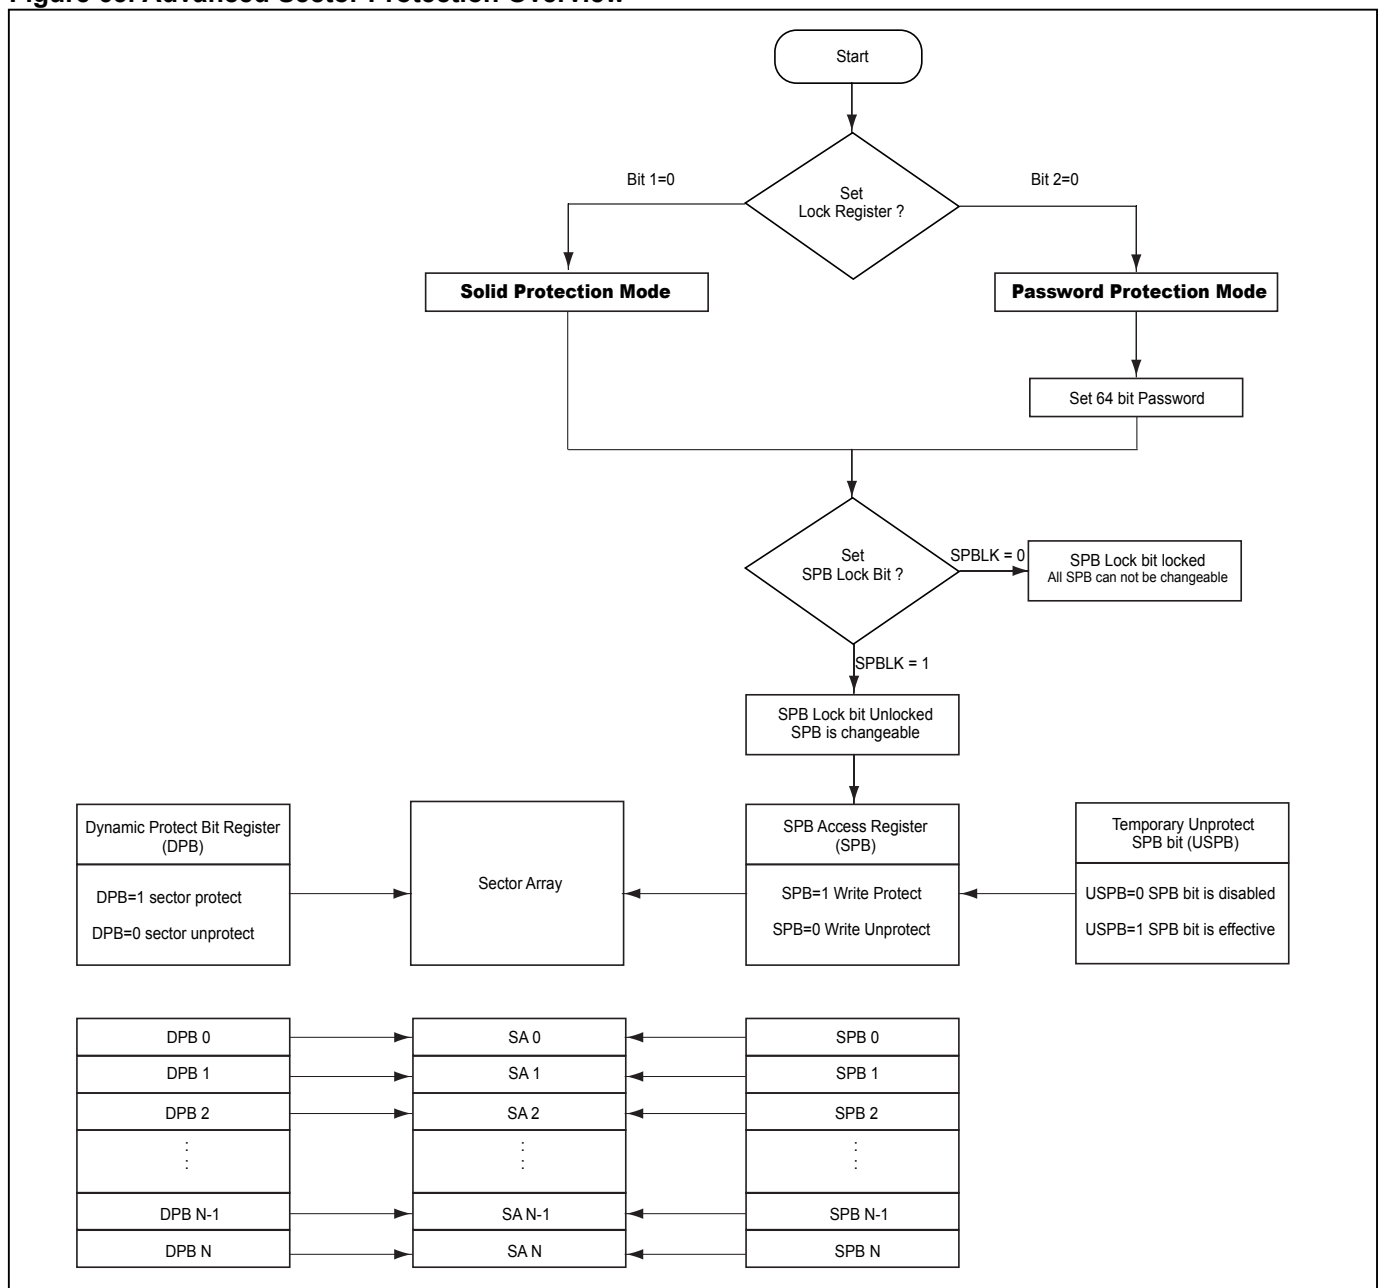 Figure Advanced Sector Protection Overview
Start
Bit 1=0
Set
Lock Register ?
Bit 2=0
Solid Protection Mode
Password Protection Mode
Set 64 bit Password
Set
SPB Lock Bit ?
SPBLK = 0
SPB Lock bit locked
All SPB can not be changeable
SPBLK = 1
SPB Lock bit Unlocked
SPB is changeable
Dynamic Protect Bit Register
(DPB)
DPB=1 sector protect
DPB=0 sector unprotect
Sector Array
SPB Access Register
(SPB)
SPB=1 Write Protect
SPB=0 Write Unprotect
Temporary Unprotect
SPB bit (USPB)
USPB=0 SPB bit is disabled
USPB=1 SPB bit is effective
DPB 0
SA 0
SPB 0
DPB 1
SA 1
SPB 1
DPB 2
SA 2
SPB 2
DPB N-1
SA N-1
SPB N-1
DPB N
SA N
SPB N